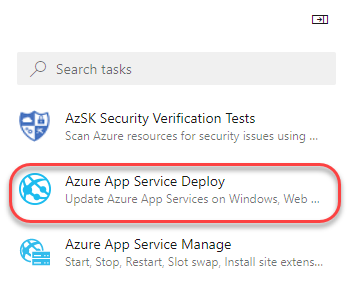 Search tasks
AzSK Security Verification Tests
Scan Azure resources for security issues using ...
Azure App Service Deploy
Update Azure App Services on Windows, Web ...
Azure App Service Manage
Start, Stop, Restart, Slot swap, Install site extens...